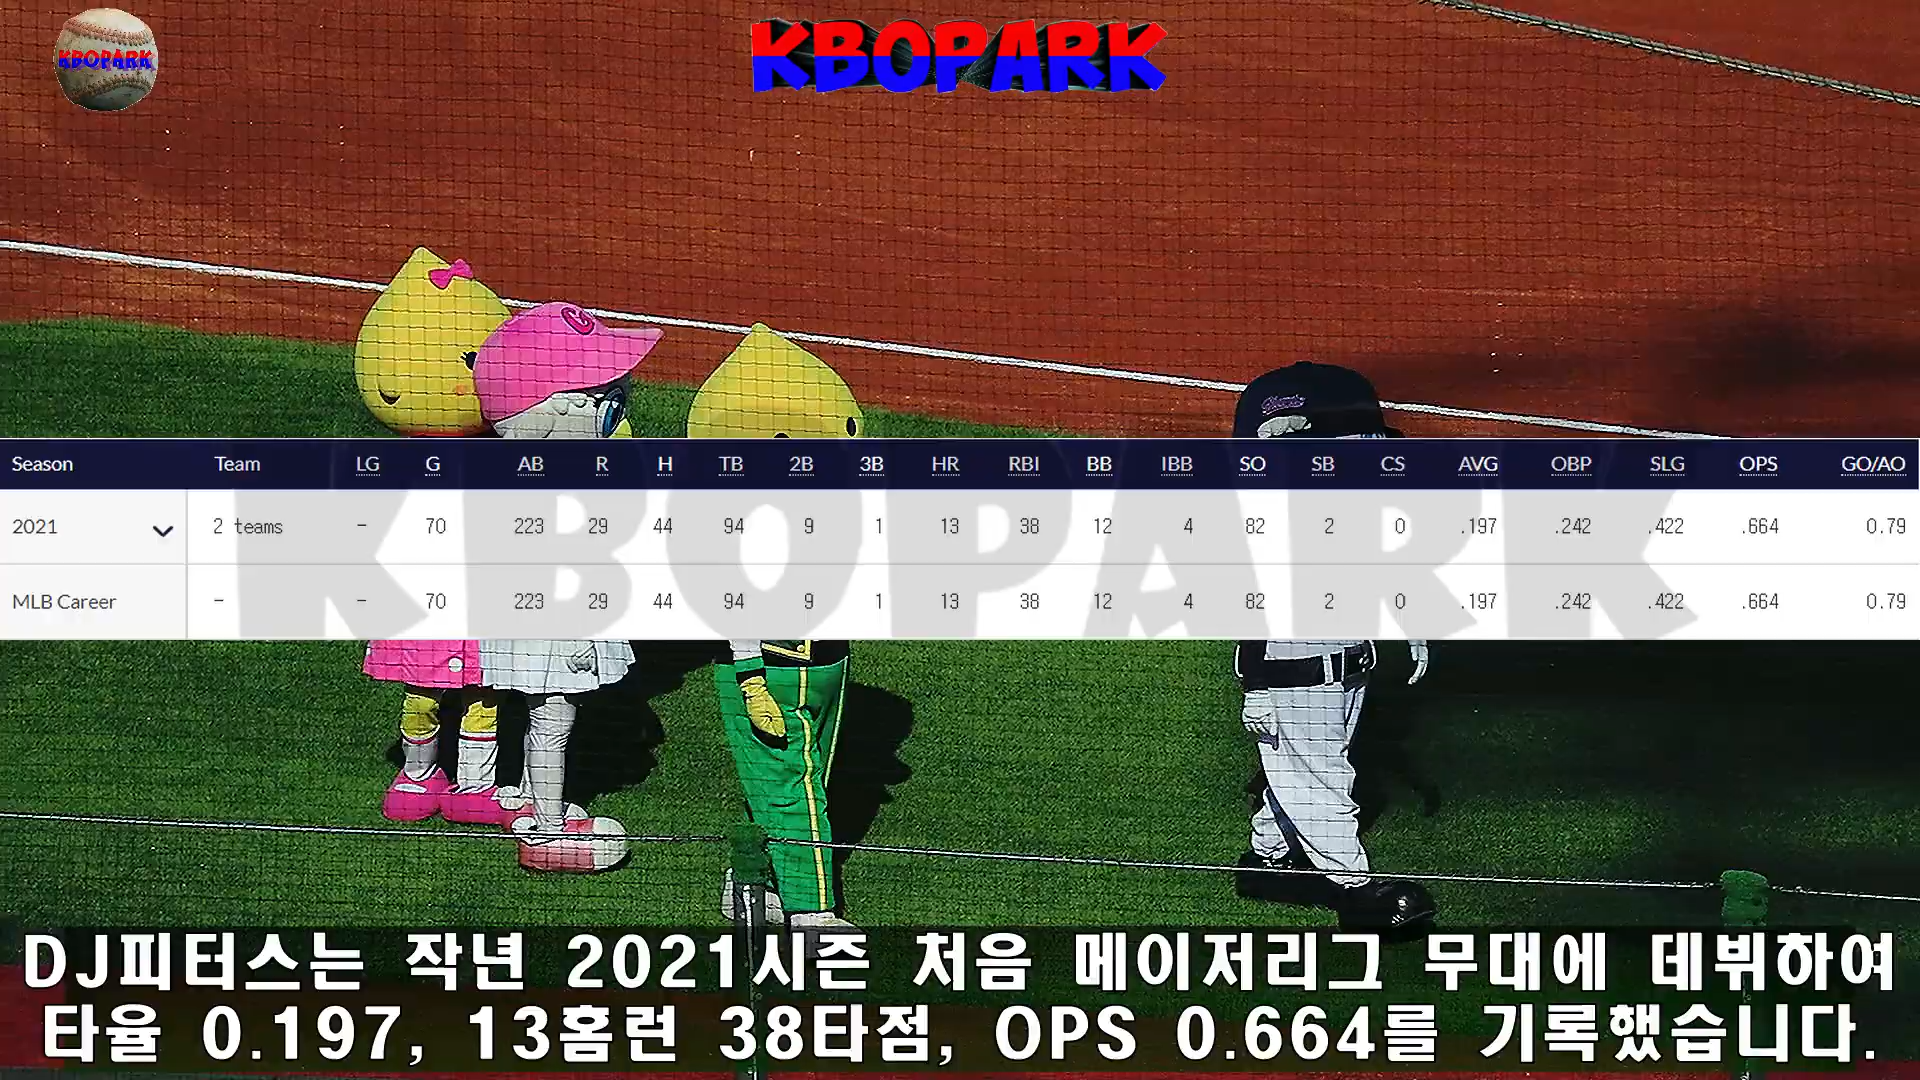 KBOPARK
KBOPARK
Season Team LG G AB R H TB 2B 3B HR RBI BB IBB SO SB CS AVG OBP SLG OPS GO/AO
2021 2 teams - 70 223 29 44 94 9 1 13 38 12 4 82 2 0 .197 .242 .422 .664 0.79
MLB Career - - 70 223 29 44 94 9 1 13 38 12 4 82 2 0 .197 .242 .422 .664 0.79
KBOPARK
DJ피터스는 작년 2021시즌 처음 메이저리그 무대에 데뷔하여
타율 0.197, 13홈런 38타점, OPS 0.664를 기록했습니다.